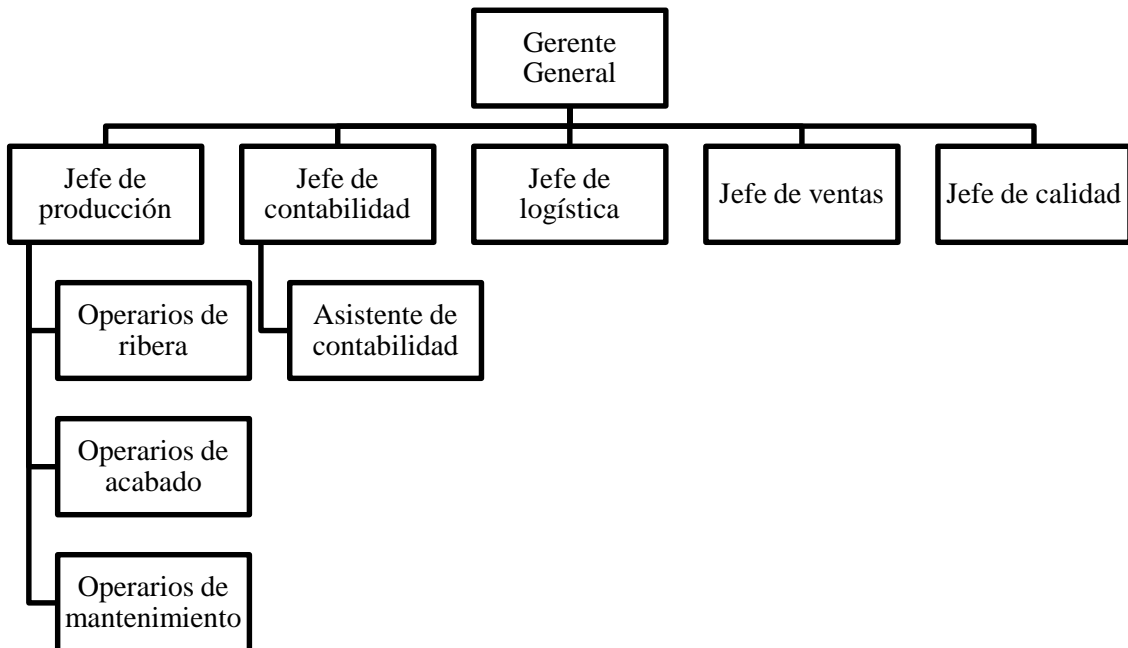 Gerente
General
Jefe de
producción
Jefe de
contabilidad
Jefe de
logística
Jefe de ventas
Jefe de calidad
Operarios de
ribera
Asistente de
contabilidad
Operarios de
acabado
Operarios de
mantenimiento